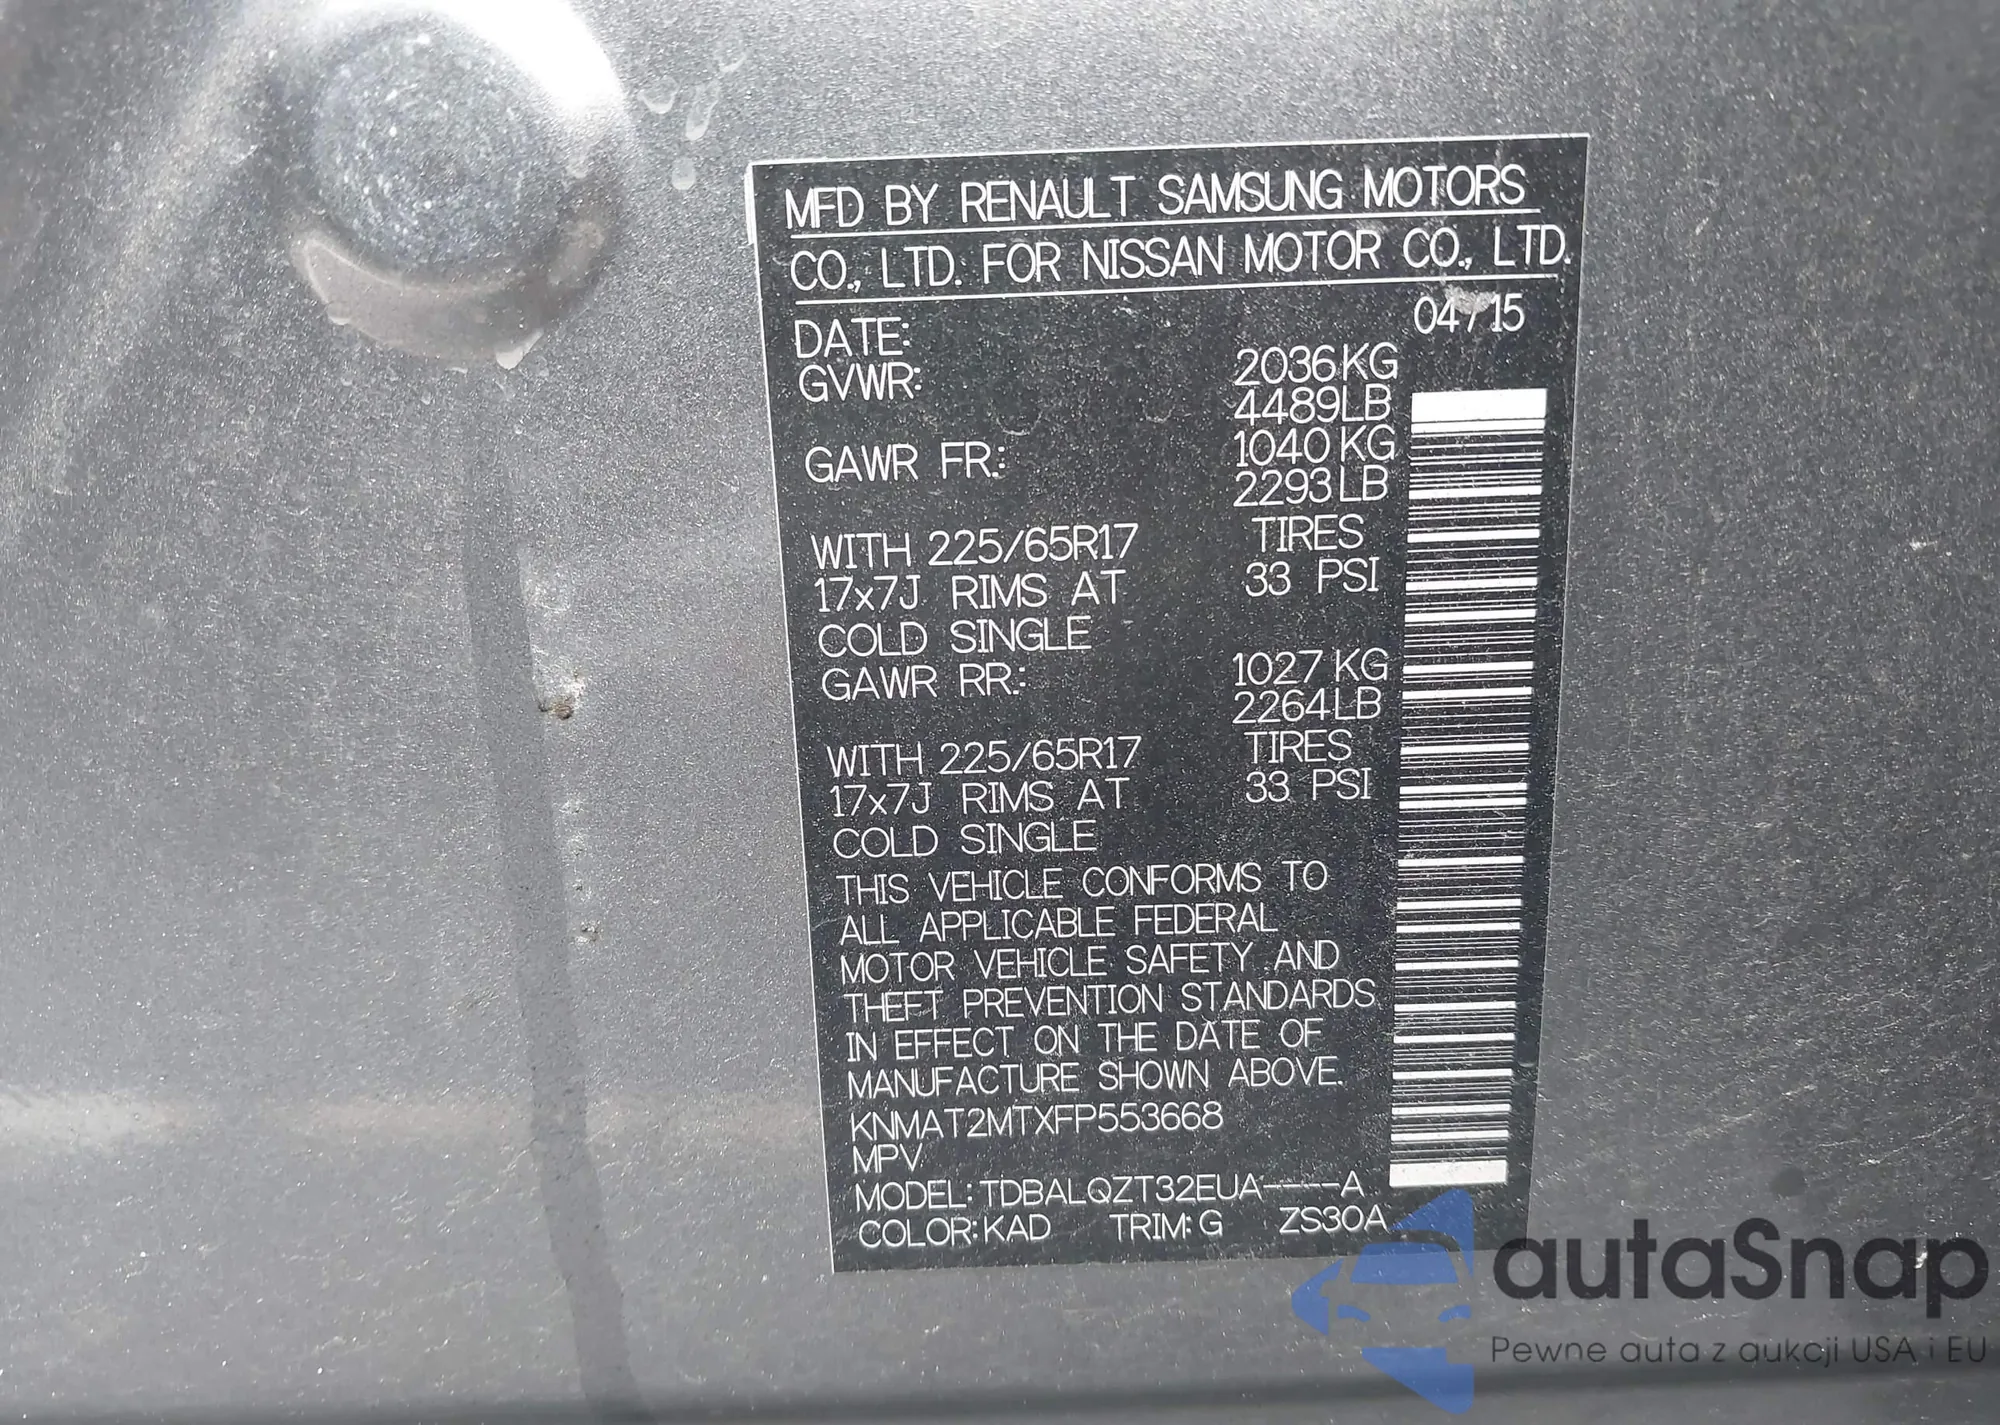 MFD BY RENAULT SAMSUNG MOTORS
CO., LTD. FOR NISSAN MOTOR CO., LTD.
DATE: 04/15
GVWR: 2036KG
4489LB
GAWR FR.: 1040KG
2293LB
WITH 225/65R17 TIRES
17x7J RIMS AT 33 PSI
COLD SINGLE
GAWR RR.: 1027KG
2264LB
WITH 225/65R17 TIRES
17x7J RIMS AT 33 PSI
COLD SINGLE
THIS VEHICLE CONFORMS TO
ALL APPLICABLE FEDERAL
MOTOR VEHICLE SAFETY AND
THEFT PREVENTION STANDARDS
IN EFFECT ON THE DATE OF
MANUFACTURE SHOWN ABOVE.
KNMAT2MTXFP553668
MPV
MODEL: TDBALQZT32EUA----A
COLOR: KAD TRIM: G ZS30A
autaSnap
Pewne auta z aukcji USA i EU